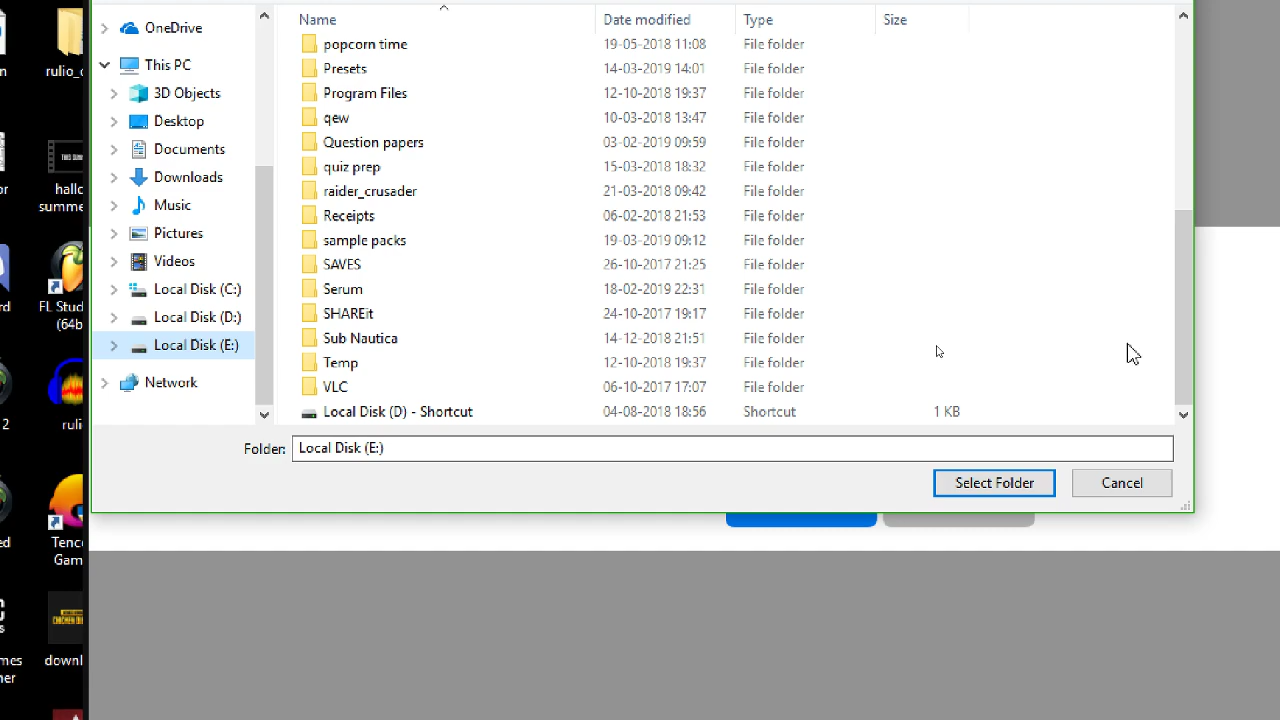 Name Date modified Type Size
OneDrive
This PC
3D Objects
Desktop
Documents
Downloads
Music
Pictures
Videos
Local Disk (C:)
Local Disk (D:)
Local Disk (E:)
Network
popcorn time 19-05-2018 11:08 File folder
Presets 14-03-2019 14:01 File folder
Program Files 12-10-2018 19:37 File folder
qew 10-03-2018 13:47 File folder
Question papers 03-02-2019 09:59 File folder
quiz prep 15-03-2018 18:32 File folder
raider_crusader 21-03-2018 09:42 File folder
Receipts 06-02-2018 21:53 File folder
sample packs 19-03-2019 09:12 File folder
SAVES 26-10-2017 21:25 File folder
Serum 18-02-2019 22:31 File folder
SHAREit 24-10-2017 19:17 File folder
Sub Nautica 14-12-2018 21:51 File folder
Temp 12-10-2018 19:37 File folder
VLC 06-10-2017 17:07 File folder
Local Disk (D) - Shortcut 04-08-2018 18:56 Shortcut 1 KB
Folder: Local Disk (E:)
Select Folder Cancel
rulio_
hallo
summe
FL Stud
(64b
ruli
Tenc
Gam
CHICKEN DI
downl